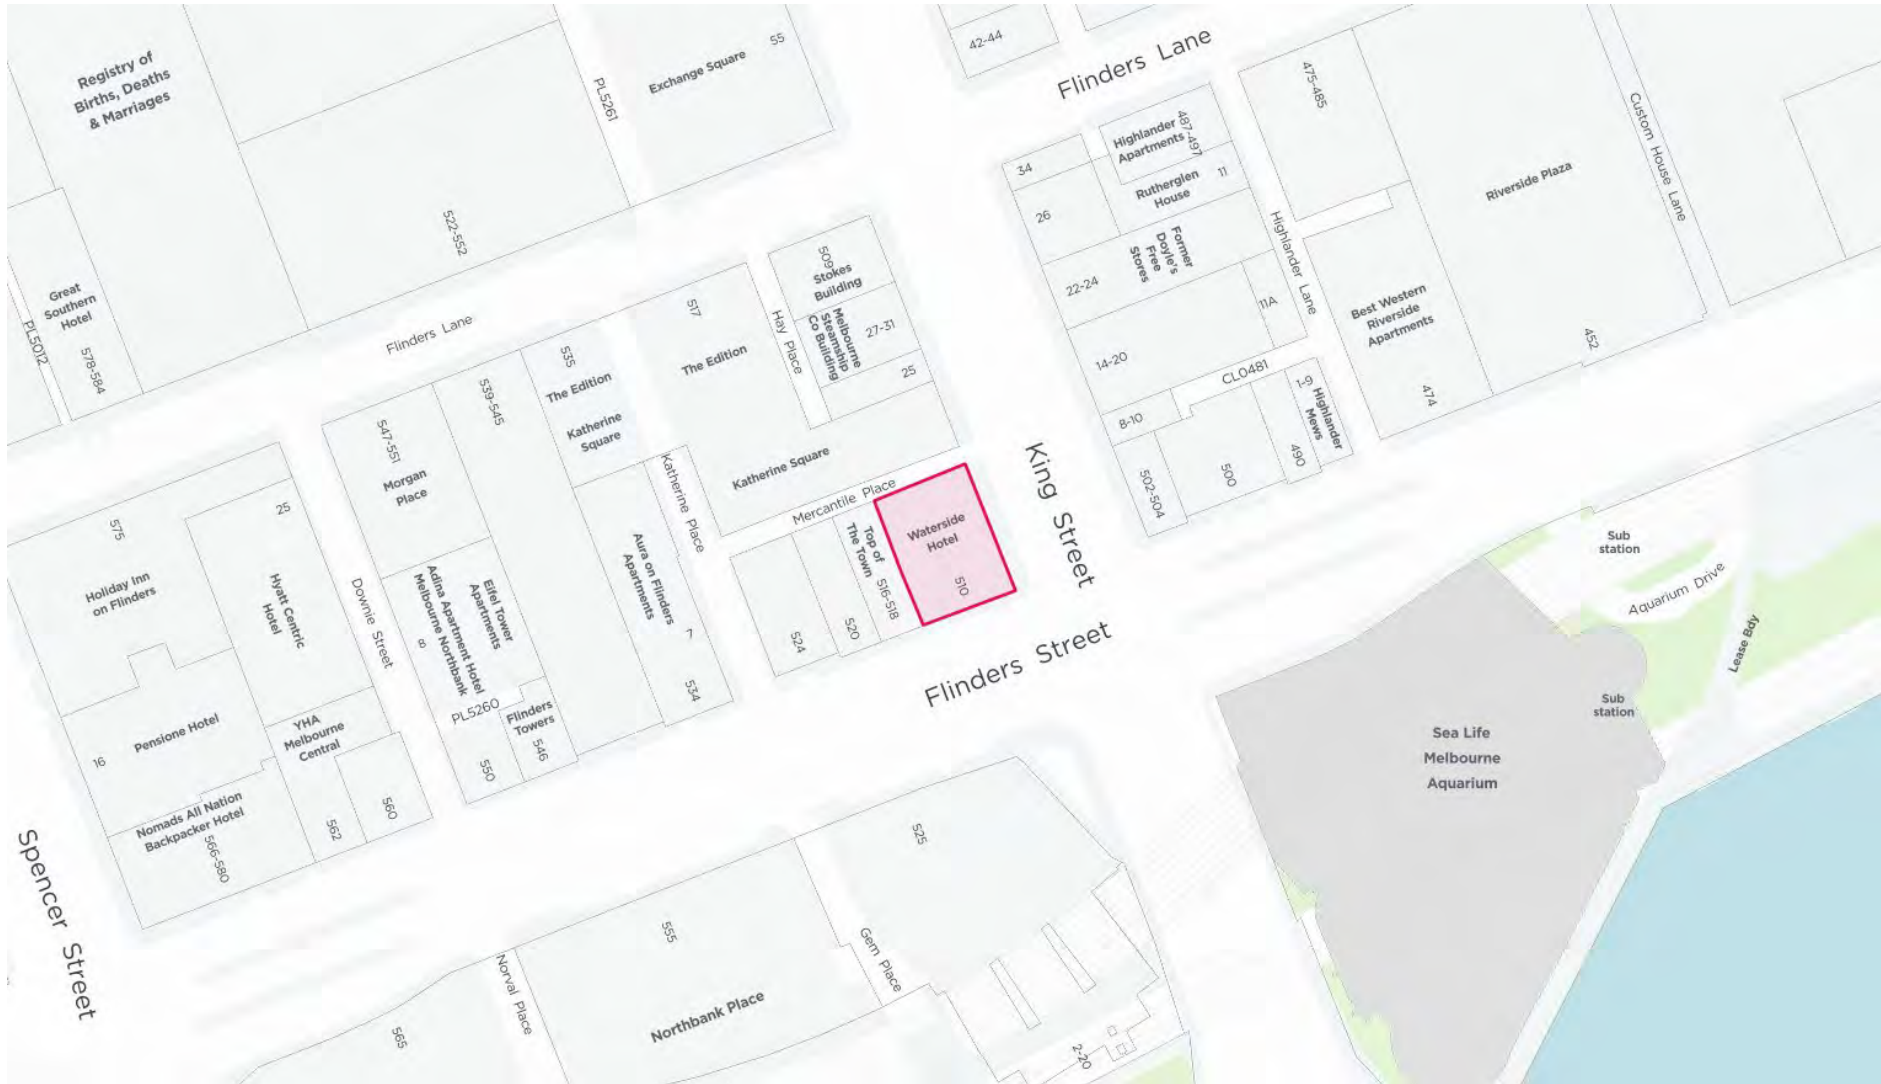 Registry of
Births, Deaths
& Marriages
PL5261
Exchange Square
55
42-44
Flinders Lane
475-485
Custom House Lane
Riverside Plaza
487-497
Highlander
Apartments
Rutherglen
House
11
34
26
Former
Doyle's
Free
Stores
22-24
11A
14-20
8-10
Highlander Lane
CL0481
1-9
Highlander
Mews
490
500
502-504
Best Western
Riverside
Apartments
474
452
522-552
Great
Southern
Hotel
578-584
PL5012
Flinders Lane
509
Stokes
Building
Melbourne
Steamship
Co Building
27-31
25
Hay Place
517
The Edition
535
The Edition
Katherine
Square
Katherine Square
Katherine Place
Mercantile Place
539-545
547-551
Morgan
Place
575
Holiday Inn
on Flinders
25
Hyatt Centric
Hotel
Downie Street
Eifel Tower
Apartments
Adina Apartment Hotel
Melbourne Northbank
8
PL5260
Flinders
Towers
546
550
Aura on Flinders
Apartments
7
534
524
520
Top of
The Town
516-518
Waterside
Hotel
510
King Street
Flinders Street
Pensione Hotel
16
YHA
Melbourne
Central
Nomads All Nation
Backpacker Hotel
566-580
562
560
Spencer Street
Sub
station
Aquarium Drive
Lease Bdy
Sub
station
Sea Life
Melbourne
Aquarium
525
555
Gem Place
Norval Place
Northbank Place
565
2-20